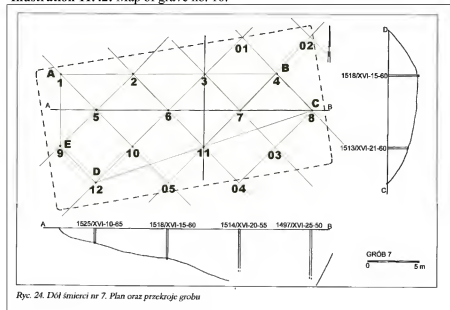 Illustration 11.42. Map of grave no. 10.
01
02
A
1
2
3
4
B
A
5
6
7
C
8
B
E
9
10
11
03
D
12
05
04
D
1518/XVI-15-60
1513/XVI-21-60
C
A
1525/XVI-10-65
1518/XVI-15-60
1514/XVI-20-55
1497/XVI-25-50
B
GRÓB 7
0 5 m
Ryc. 24. Dół śmierci nr 7. Plan oraz przekroje grobu